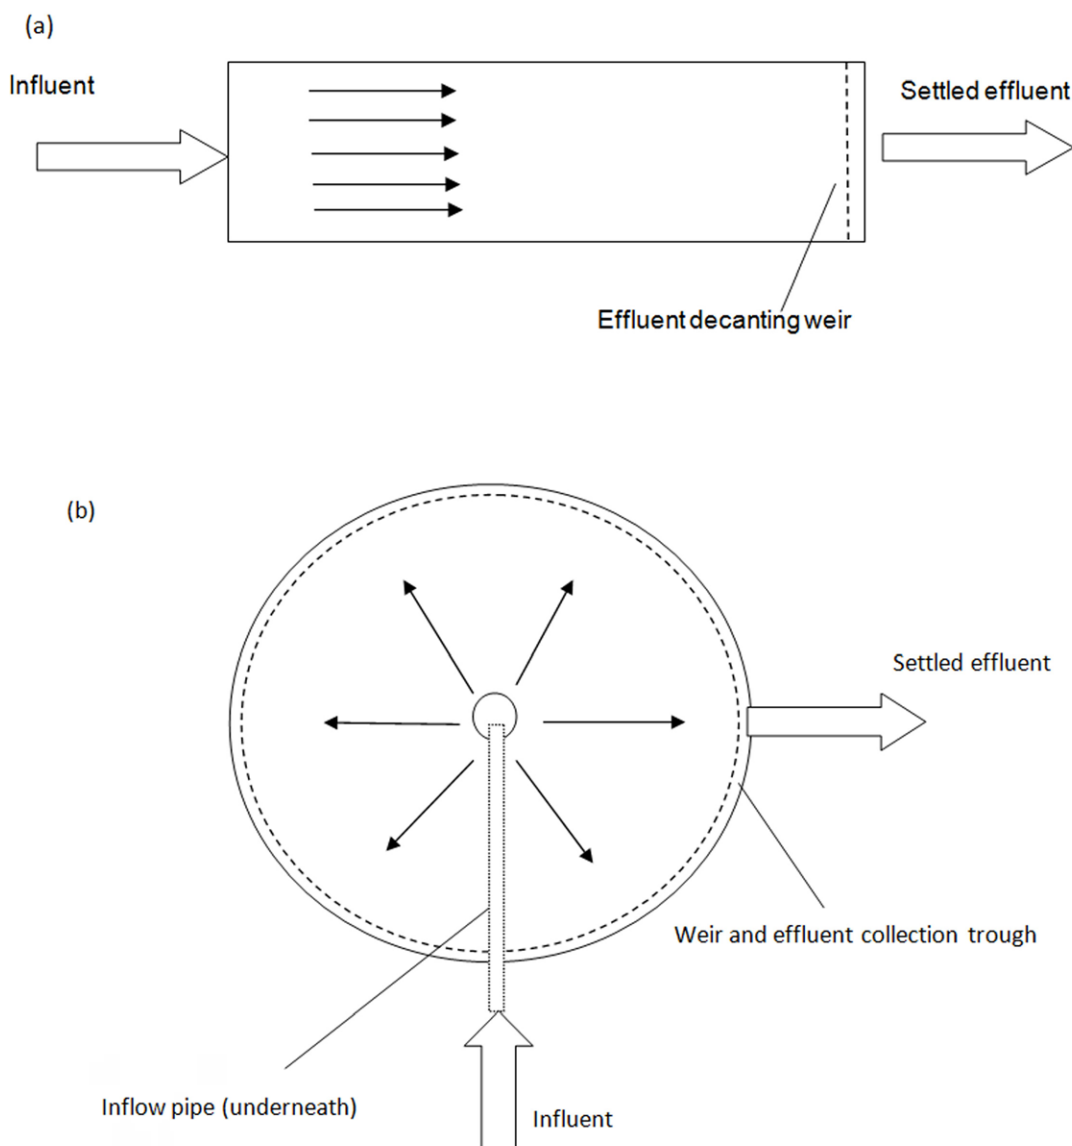 (a)
Influent
Settled effluent
Effluent decanting weir
(b)
Settled effluent
Weir and effluent collection trough
Inflow pipe (underneath)
Influent